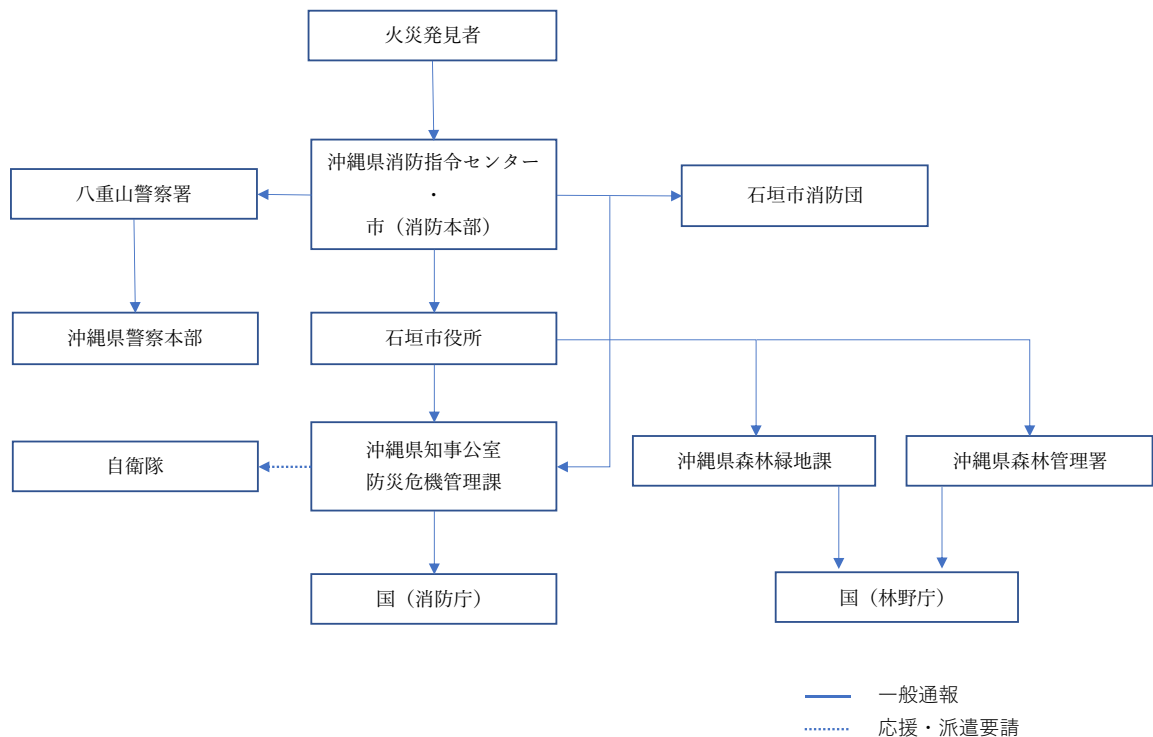 火災発見者
沖縄県消防指令センター
・
市（消防本部）
八重山警察署
石垣市消防団
沖縄県警察本部
石垣市役所
自衛隊
沖縄県知事公室
防災危機管理課
沖縄県森林緑地課
沖縄県森林管理署
国（消防庁）
国（林野庁）
一般通報
応援・派遣要請